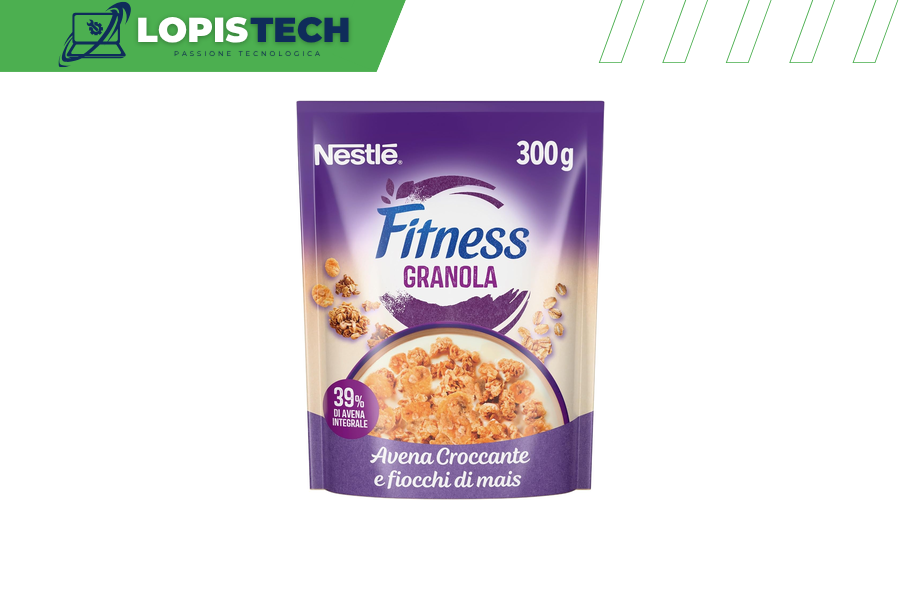 LOPISTECH
PASSIONE TECNOLOGICA
Nestlé®
300g
Fitness
GRANOLA
39%
DI AVENA
INTEGRALE
Avena Croccante
e fiocchi di mais